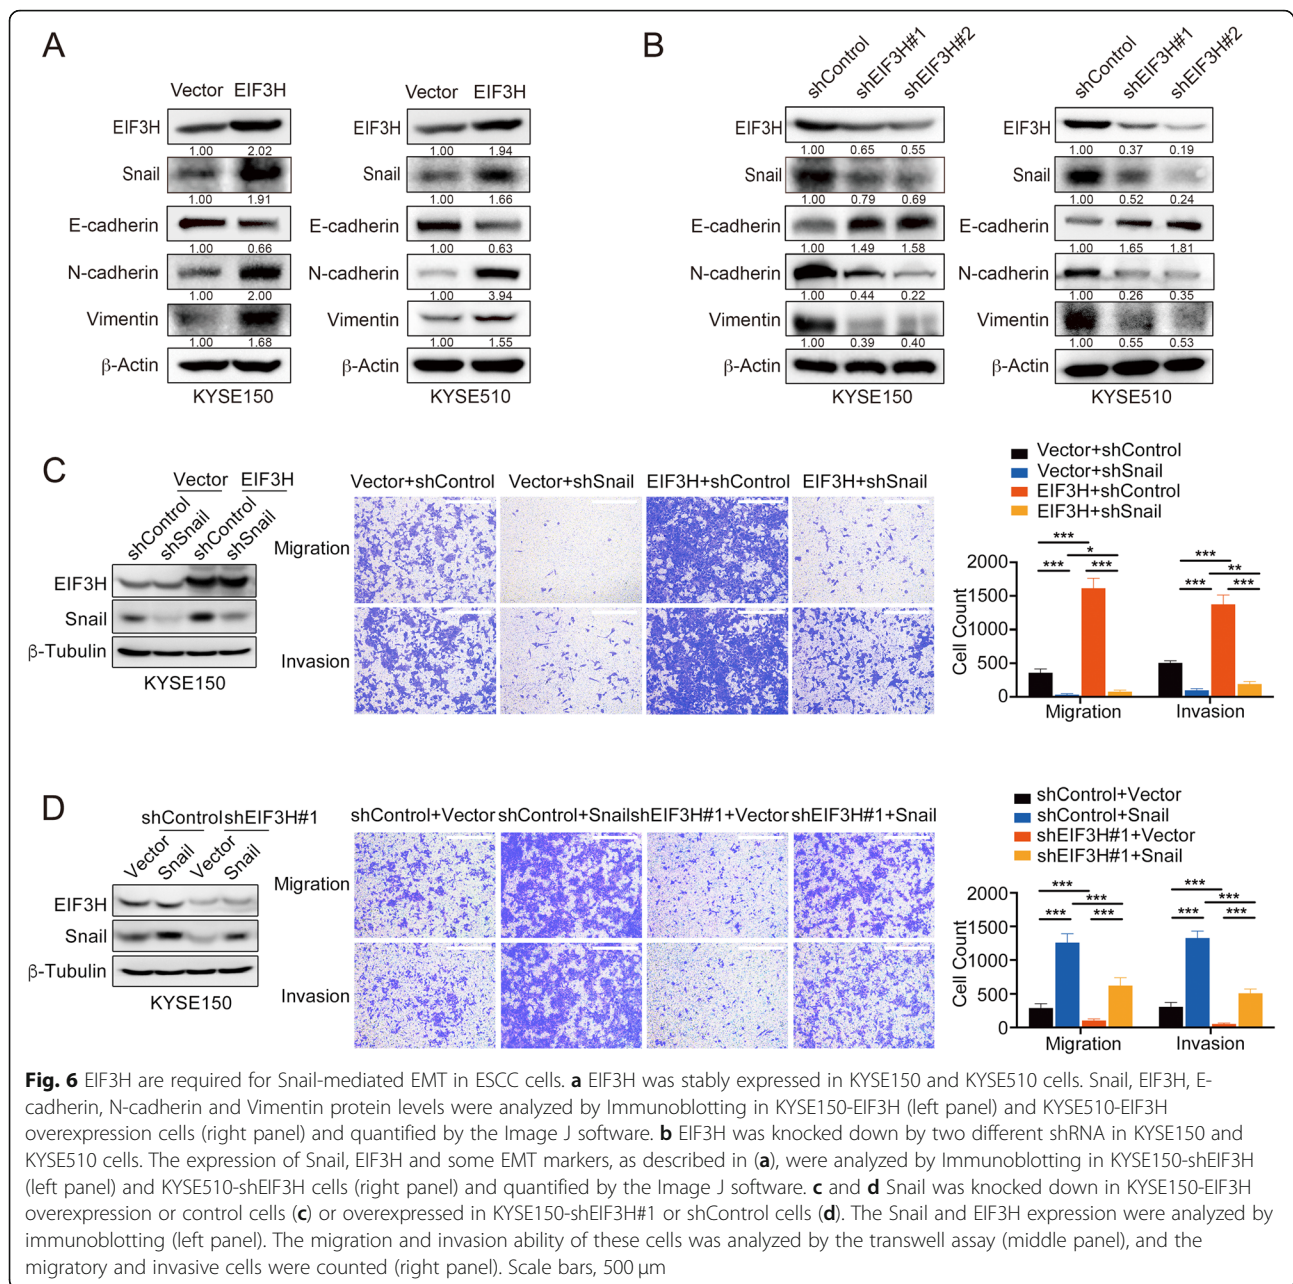 A
Vector EIF3H
EIF3H
1.00 2.02
Snail
1.00 1.91
E-cadherin
1.00 0.66
N-cadherin
1.00 2.00
Vimentin
1.00 1.68
β-Actin
KYSE150
Vector EIF3H
EIF3H
1.00 1.94
Snail
1.00 1.66
E-cadherin
1.00 0.63
N-cadherin
1.00 3.94
Vimentin
1.00 1.55
β-Actin
KYSE510
B
shControl shEIF3H#1 shEIF3H#2
EIF3H
1.00 0.65 0.55
Snail
1.00 0.79 0.69
E-cadherin
1.00 1.49 1.58
N-cadherin
1.00 0.44 0.22
Vimentin
1.00 0.39 0.40
β-Actin
KYSE150
shControl shEIF3H#1 shEIF3H#2
EIF3H
1.00 0.37 0.19
Snail
1.00 0.52 0.24
E-cadherin
1.00 1.65 1.81
N-cadherin
1.00 0.26 0.35
Vimentin
1.00 0.55 0.53
β-Actin
KYSE510
C
Vector EIF3H
shControl shSnail shControl shSnail
EIF3H
Snail
β-Tubulin
KYSE150
Vector+shControl Vector+shSnail EIF3H+shControl EIF3H+shSnail
Migration
Invasion
Vector+shControl
Vector+shSnail
EIF3H+shControl
EIF3H+shSnail
Cell Count
2000
1500
1000
500
0
*** * *** ***
*** ** *** ***
Migration Invasion
D
shControl shEIF3H#1
Vector Snail Vector Snail
EIF3H
Snail
β-Tubulin
KYSE150
shControl+Vector shControl+Snail shEIF3H#1+Vector shEIF3H#1+Snail
Migration
Invasion
shControl+Vector
shControl+Snail
shEIF3H#1+Vector
shEIF3H#1+Snail
Cell Count
2000
1500
1000
500
0
*** *** *** ***
*** *** *** ***
Migration Invasion
Fig. 6 EIF3H are required for Snail-mediated EMT in ESCC cells. a EIF3H was stably expressed in KYSE150 and KYSE510 cells. Snail, EIF3H, E-
cadherin, N-cadherin and Vimentin protein levels were analyzed by Immunoblotting in KYSE150-EIF3H (left panel) and KYSE510-EIF3H
overexpression cells (right panel) and quantified by the Image J software. b EIF3H was knocked down by two different shRNA in KYSE150 and
KYSE510 cells. The expression of Snail, EIF3H and some EMT markers, as described in (a), were analyzed by Immunoblotting in KYSE150-shEIF3H
(left panel) and KYSE510-shEIF3H cells (right panel) and quantified by the Image J software. c and d Snail was knocked down in KYSE150-EIF3H
overexpression or control cells (c) or overexpressed in KYSE150-shEIF3H#1 or shControl cells (d). The Snail and EIF3H expression were analyzed by
immunoblotting (left panel). The migration and invasion ability of these cells was analyzed by the transwell assay (middle panel), and the
migratory and invasive cells were counted (right panel). Scale bars, 500 μm